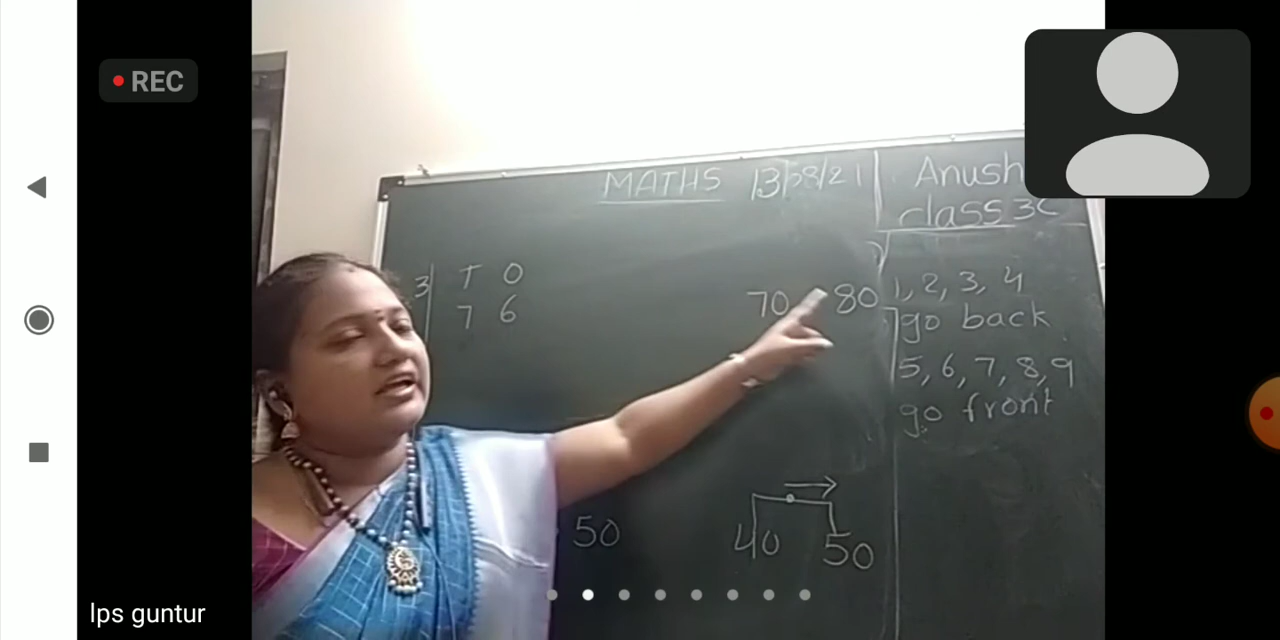 REC
MATHS 13/08/21
Anush
class 3C
3 T O
7 6
70 80
1, 2, 3, 4
go back
5, 6, 7, 8, 9
go front
50
40 50
lps guntur